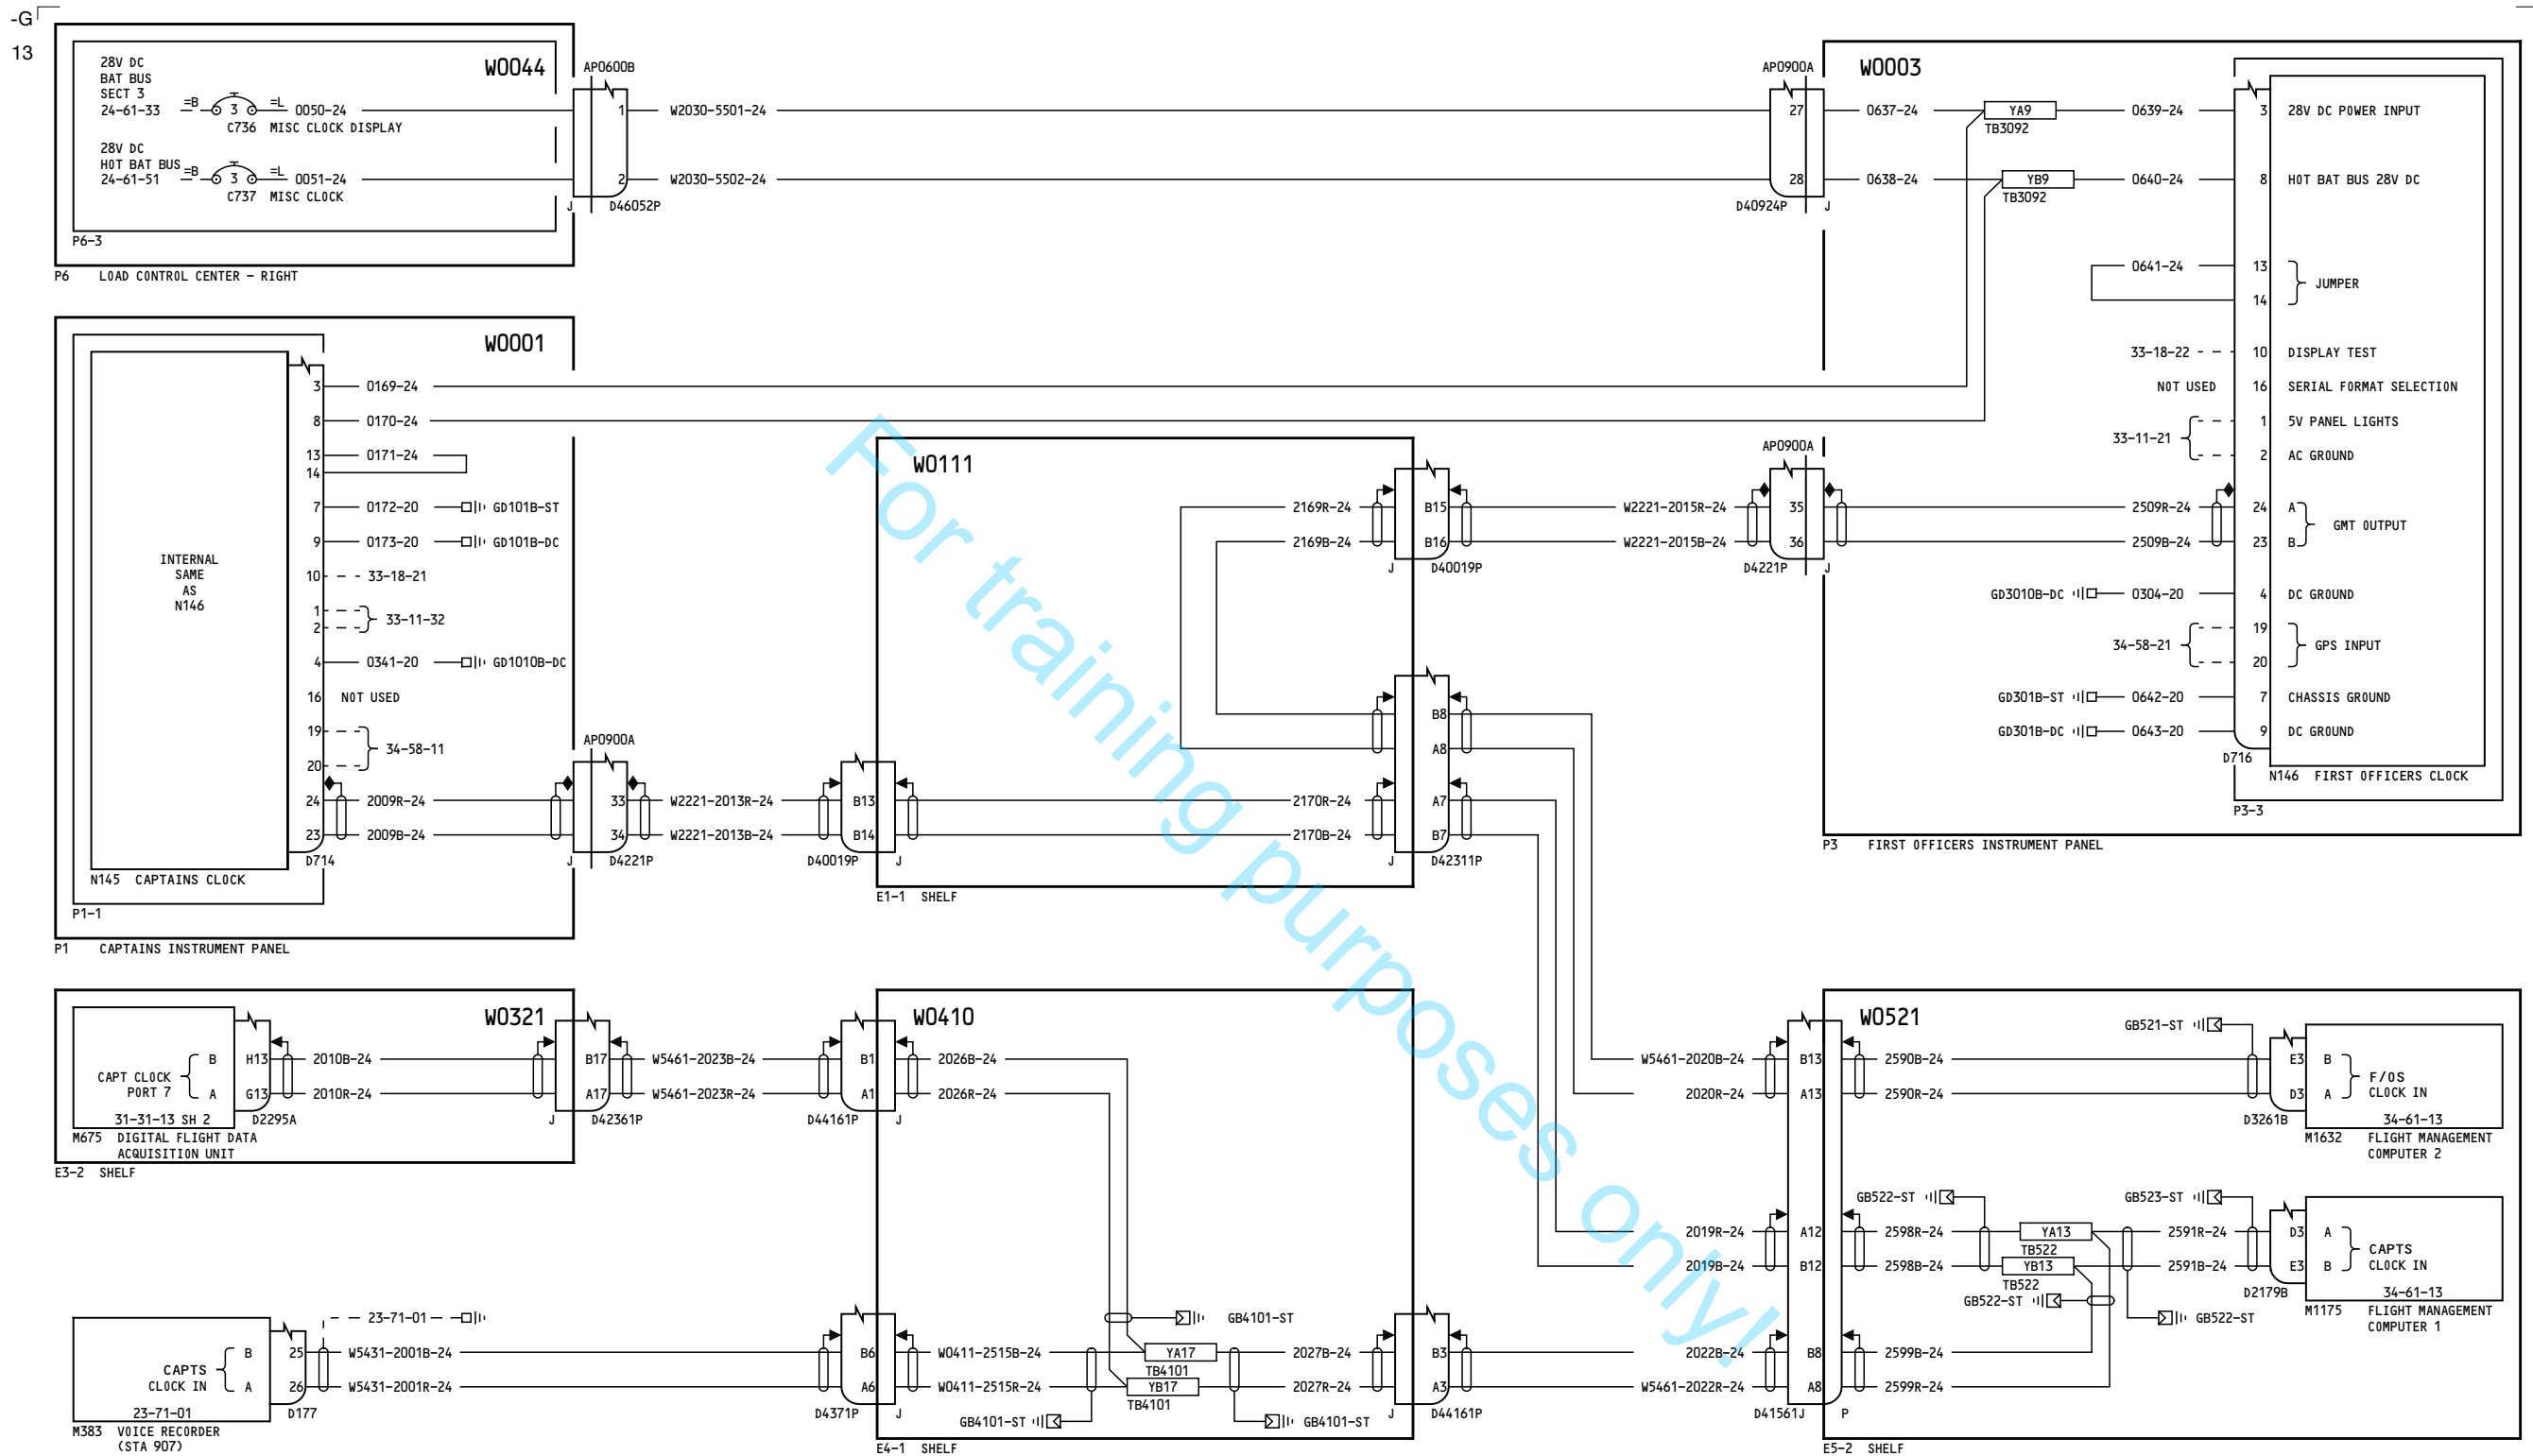 -G
13
28V DC
BAT BUS
SECT 3
24-61-33
=B
3
=L
0050-24
C736 MISC CLOCK DISPLAY
28V DC
HOT BAT BUS
24-61-51
=B
3
=L
0051-24
C737 MISC CLOCK
P6-3
W0044
P6 LOAD CONTROL CENTER - RIGHT
AP0600B
1
2
J
D46052P
W2030-5501-24
W2030-5502-24
AP0900A
27
28
D40924P
J
W0003
0637-24
YA9
TB3092
0639-24
3
28V DC POWER INPUT
0638-24
YB9
TB3092
0640-24
8
HOT BAT BUS 28V DC
0641-24
13
14
JUMPER
33-18-22
10
DISPLAY TEST
NOT USED
16
SERIAL FORMAT SELECTION
33-11-21
1
5V PANEL LIGHTS
2
AC GROUND
2509R-24
24
A
2509B-24
23
B
GMT OUTPUT
GD3010B-DC
0304-20
4
DC GROUND
34-58-21
19
20
GPS INPUT
GD301B-ST
0642-20
7
CHASSIS GROUND
GD301B-DC
0643-20
9
DC GROUND
D716
N146 FIRST OFFICERS CLOCK
P3-3
P3 FIRST OFFICERS INSTRUMENT PANEL
W0001
INTERNAL
SAME
AS
N146
3
0169-24
8
0170-24
13
0171-24
14
7
0172-20
GD101B-ST
9
0173-20
GD101B-DC
10
33-18-21
1
2
33-11-32
4
0341-20
GD1010B-DC
16
NOT USED
19
20
34-58-11
24
2009R-24
23
2009B-24
D714
N145 CAPTAINS CLOCK
P1-1
P1 CAPTAINS INSTRUMENT PANEL
AP0900A
33
34
J
D4221P
W2221-2013R-24
W2221-2013B-24
B13
B14
D40019P
J
W0111
2169R-24
2169B-24
B15
B16
J
D40019P
W2221-2015R-24
W2221-2015B-24
AP0900A
35
36
D4221P
J
B8
A8
2170R-24
A7
2170B-24
B7
J
D42311P
E1-1 SHELF
W0321
CAPT CLOCK
PORT 7
B
A
H13
G13
2010B-24
2010R-24
31-31-13 SH 2
D2295A
M675 DIGITAL FLIGHT DATA
ACQUISITION UNIT
E3-2 SHELF
B17
A17
J
D42361P
W5461-2023B-24
W5461-2023R-24
B1
A1
D44161P
J
W0410
2026B-24
2026R-24
CAPTS
CLOCK IN
B
A
25
26
23-71-01
W5431-2001B-24
W5431-2001R-24
23-71-01
D177
M383 VOICE RECORDER
(STA 907)
B6
A6
D4371P
J
W0411-2515B-24
W0411-2515R-24
GB4101-ST
YA17
TB4101
YB17
TB4101
GB4101-ST
GB4101-ST
2027B-24
2027R-24
B3
A3
J
D44161P
E4-1 SHELF
W5461-2020B-24
2020R-24
2019R-24
2019B-24
2022B-24
W5461-2022R-24
B13
A13
A12
B12
B8
A8
D41561J
P
W0521
2590B-24
2590R-24
GB521-ST
E3
D3
B
A
F/OS
CLOCK IN
34-61-13
D3261B
M1632 FLIGHT MANAGEMENT
COMPUTER 2
GB522-ST
GB523-ST
2598R-24
YA13
TB522
2591R-24
D3
A
2598B-24
YB13
TB522
2591B-24
E3
B
CAPTS
CLOCK IN
34-61-13
D2179B
M1175 FLIGHT MANAGEMENT
COMPUTER 1
GB522-ST
GB522-ST
2599B-24
2599R-24
E5-2 SHELF
For training purposes only!